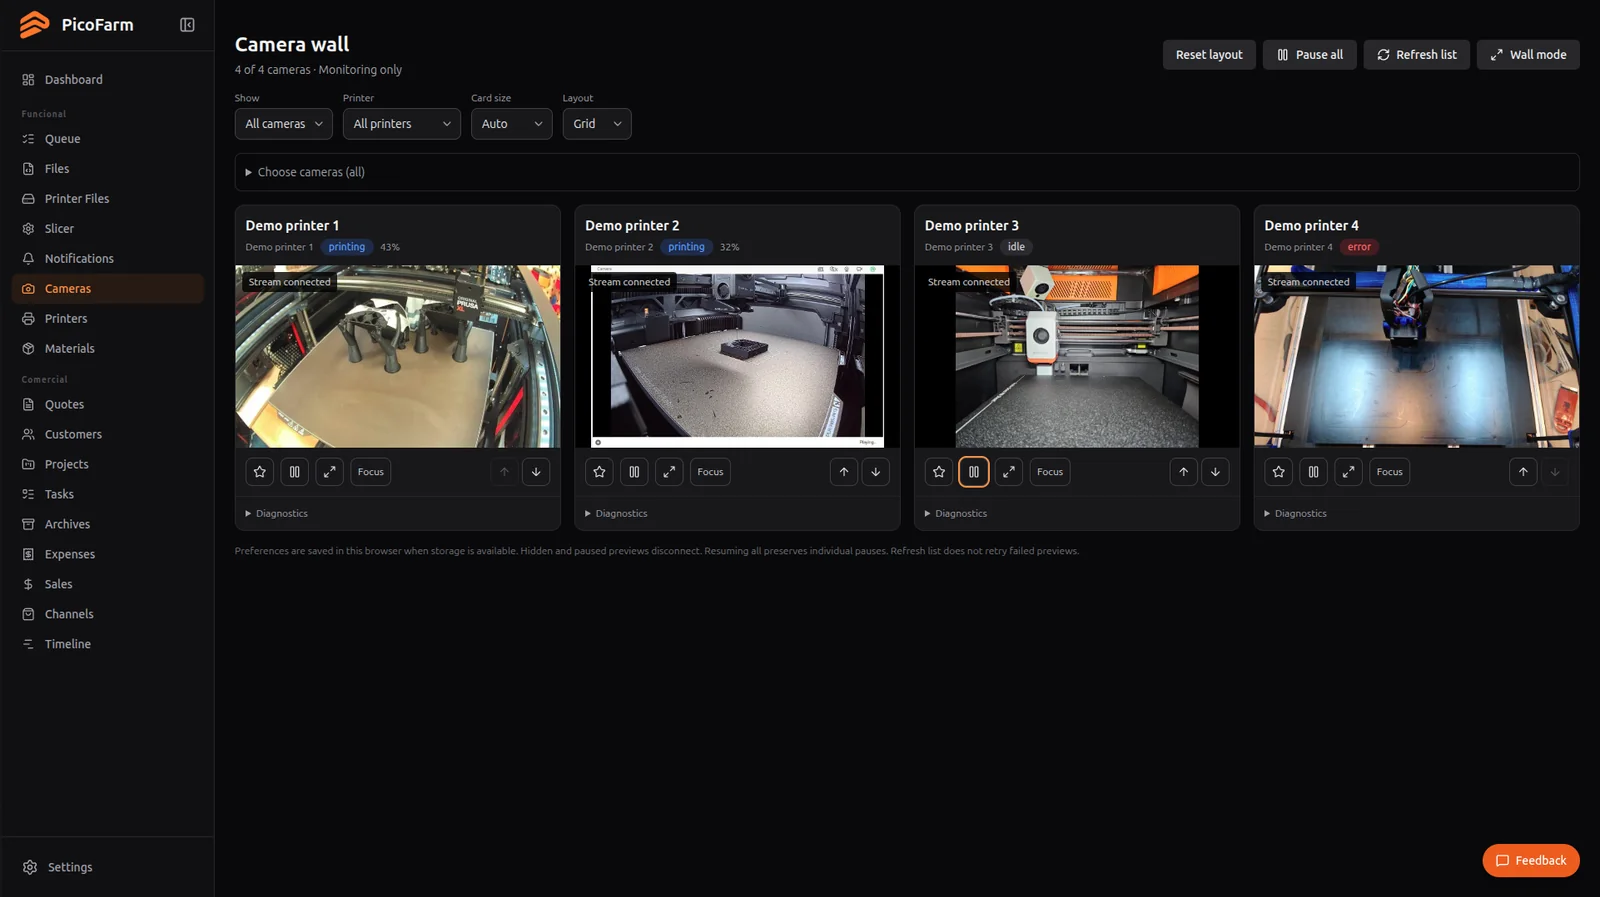 PicoFarm
Dashboard
Funcional
Queue
Files
Printer Files
Slicer
Notifications
Cameras
Printers
Materials
Comercial
Quotes
Customers
Projects
Tasks
Archives
Expenses
Sales
Channels
Timeline
Settings
Camera wall
4 of 4 cameras · Monitoring only
Reset layout
Pause all
Refresh list
Wall mode
Show
Printer
Card size
Layout
All cameras
All printers
Auto
Grid
Choose cameras (all)
Demo printer 1
Demo printer 1 printing 43%
Stream connected
ORIGINAL
PRUSA
XL
Focus
Diagnostics
Demo printer 2
Demo printer 2 printing 32%
Stream connected
Focus
Diagnostics
Demo printer 3
Demo printer 3 idle
Stream connected
Focus
Diagnostics
Demo printer 4
Demo printer 4 error
Stream connected
Focus
Diagnostics
Preferences are saved in this browser when storage is available. Hidden and paused previews disconnect. Resuming all preserves individual pauses. Refresh list does not retry failed previews.
Feedback